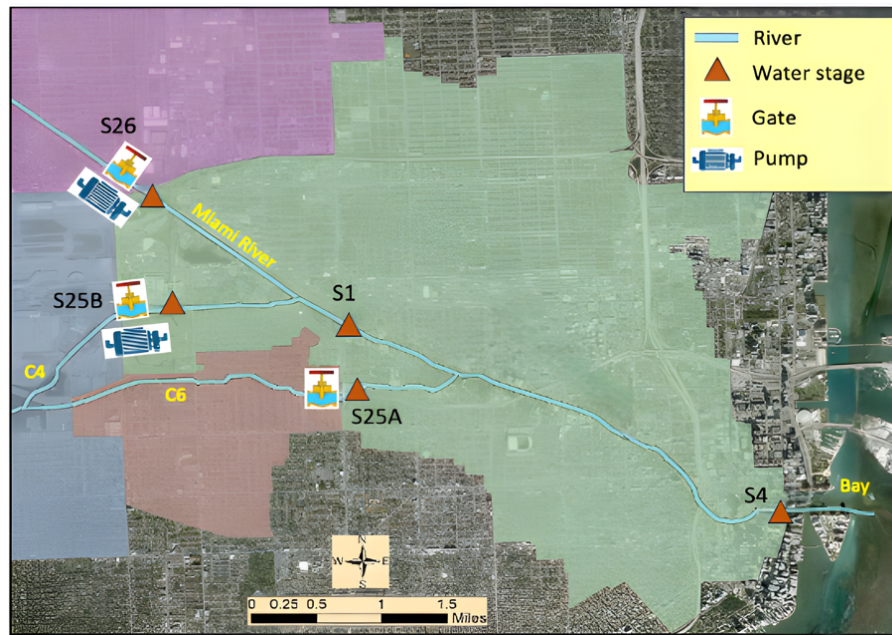 River
Water stage
Gate
Pump
S26
Miami River
S25B
S1
C4
C6
S25A
S4
Bay
N
W E
S
0 0.25 0.5 1 1.5
Miles